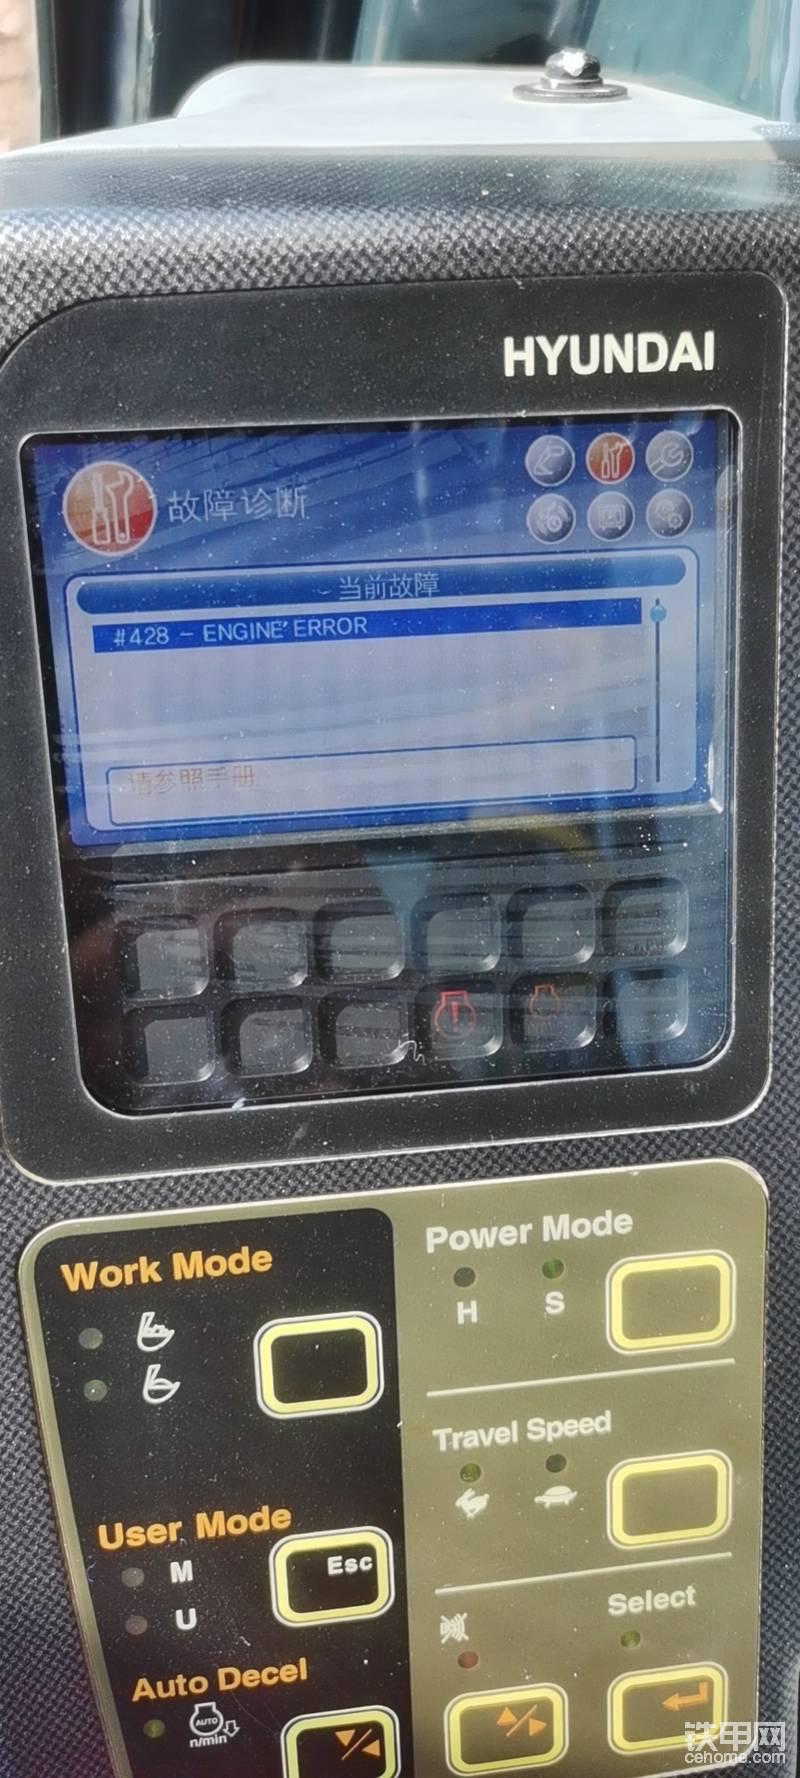 HYUNDAI
故障诊断
当前故障
#428 - ENGINE ERROR
请参照手册
Work Mode
Power Mode
H S
Travel Speed
User Mode
M
Esc
U
Select
Auto Decel
AUTO
n/min
铁甲网
cehome.com